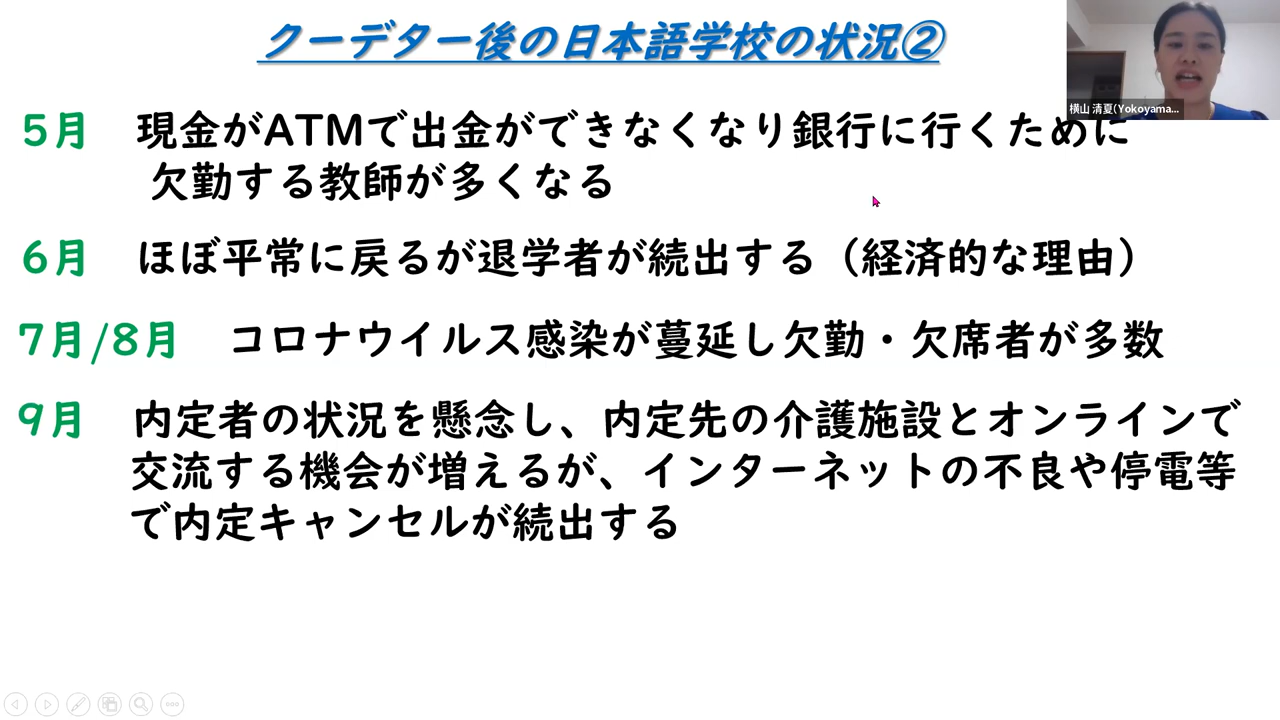 クーデター後の日本語学校の状況②
横山 清夏(Yokoyama...
5月 現金がATMで出金ができなくなり銀行に行くために
欠勤する教師が多くなる
6月 ほぼ平常に戻るが退学者が続出する（経済的な理由）
7月/8月 コロナウイルス感染が蔓延し欠勤・欠席者が多数
9月 内定者の状況を懸念し、内定先の介護施設とオンラインで
交流する機会が増えるが、インターネットの不良や停電等
で内定キャンセルが続出する